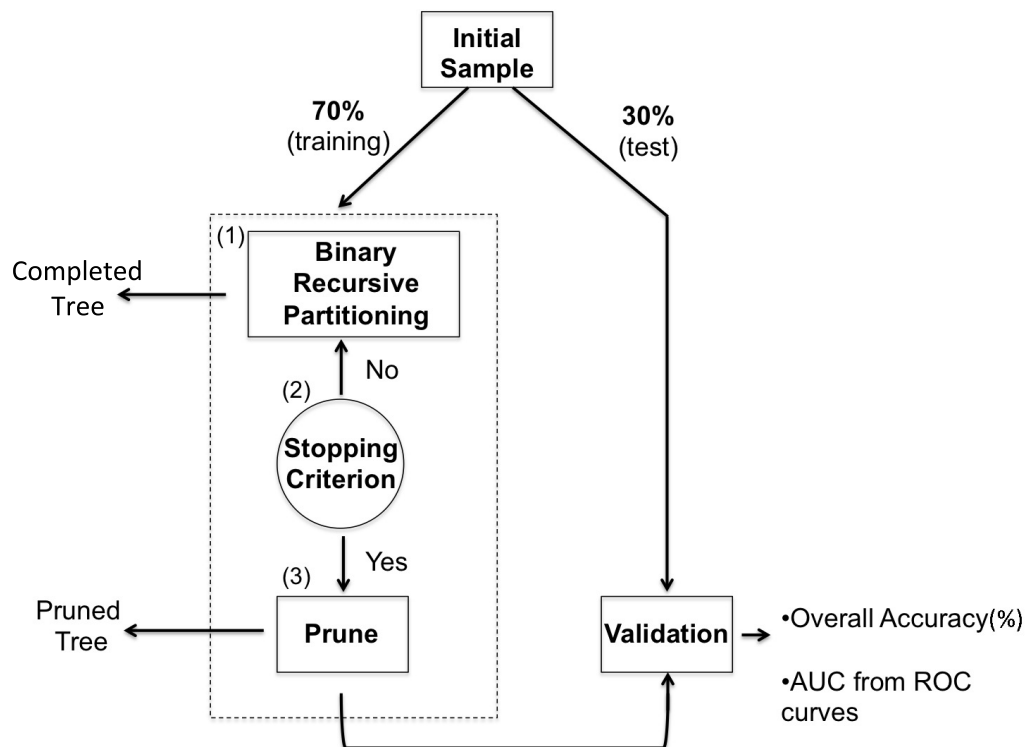 Initial
Sample
70%
(training)
30%
(test)
(1)
Binary
Recursive
Partitioning
Completed
Tree
No
(2)
Stopping
Criterion
Yes
(3)
Prune
Pruned
Tree
Validation
•Overall Accuracy(%)
•AUC from ROC
curves